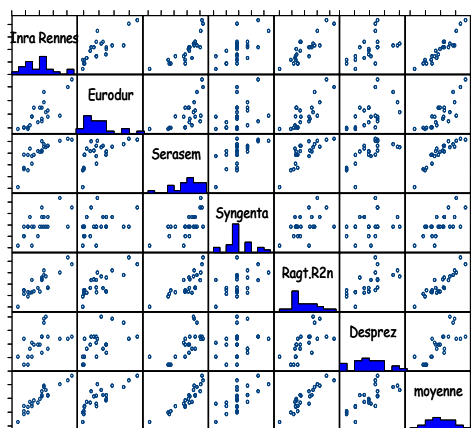 Inra Rennes
Eurodur
Serasem
Syngenta
Ragt.R2n
Desprez
moyenne